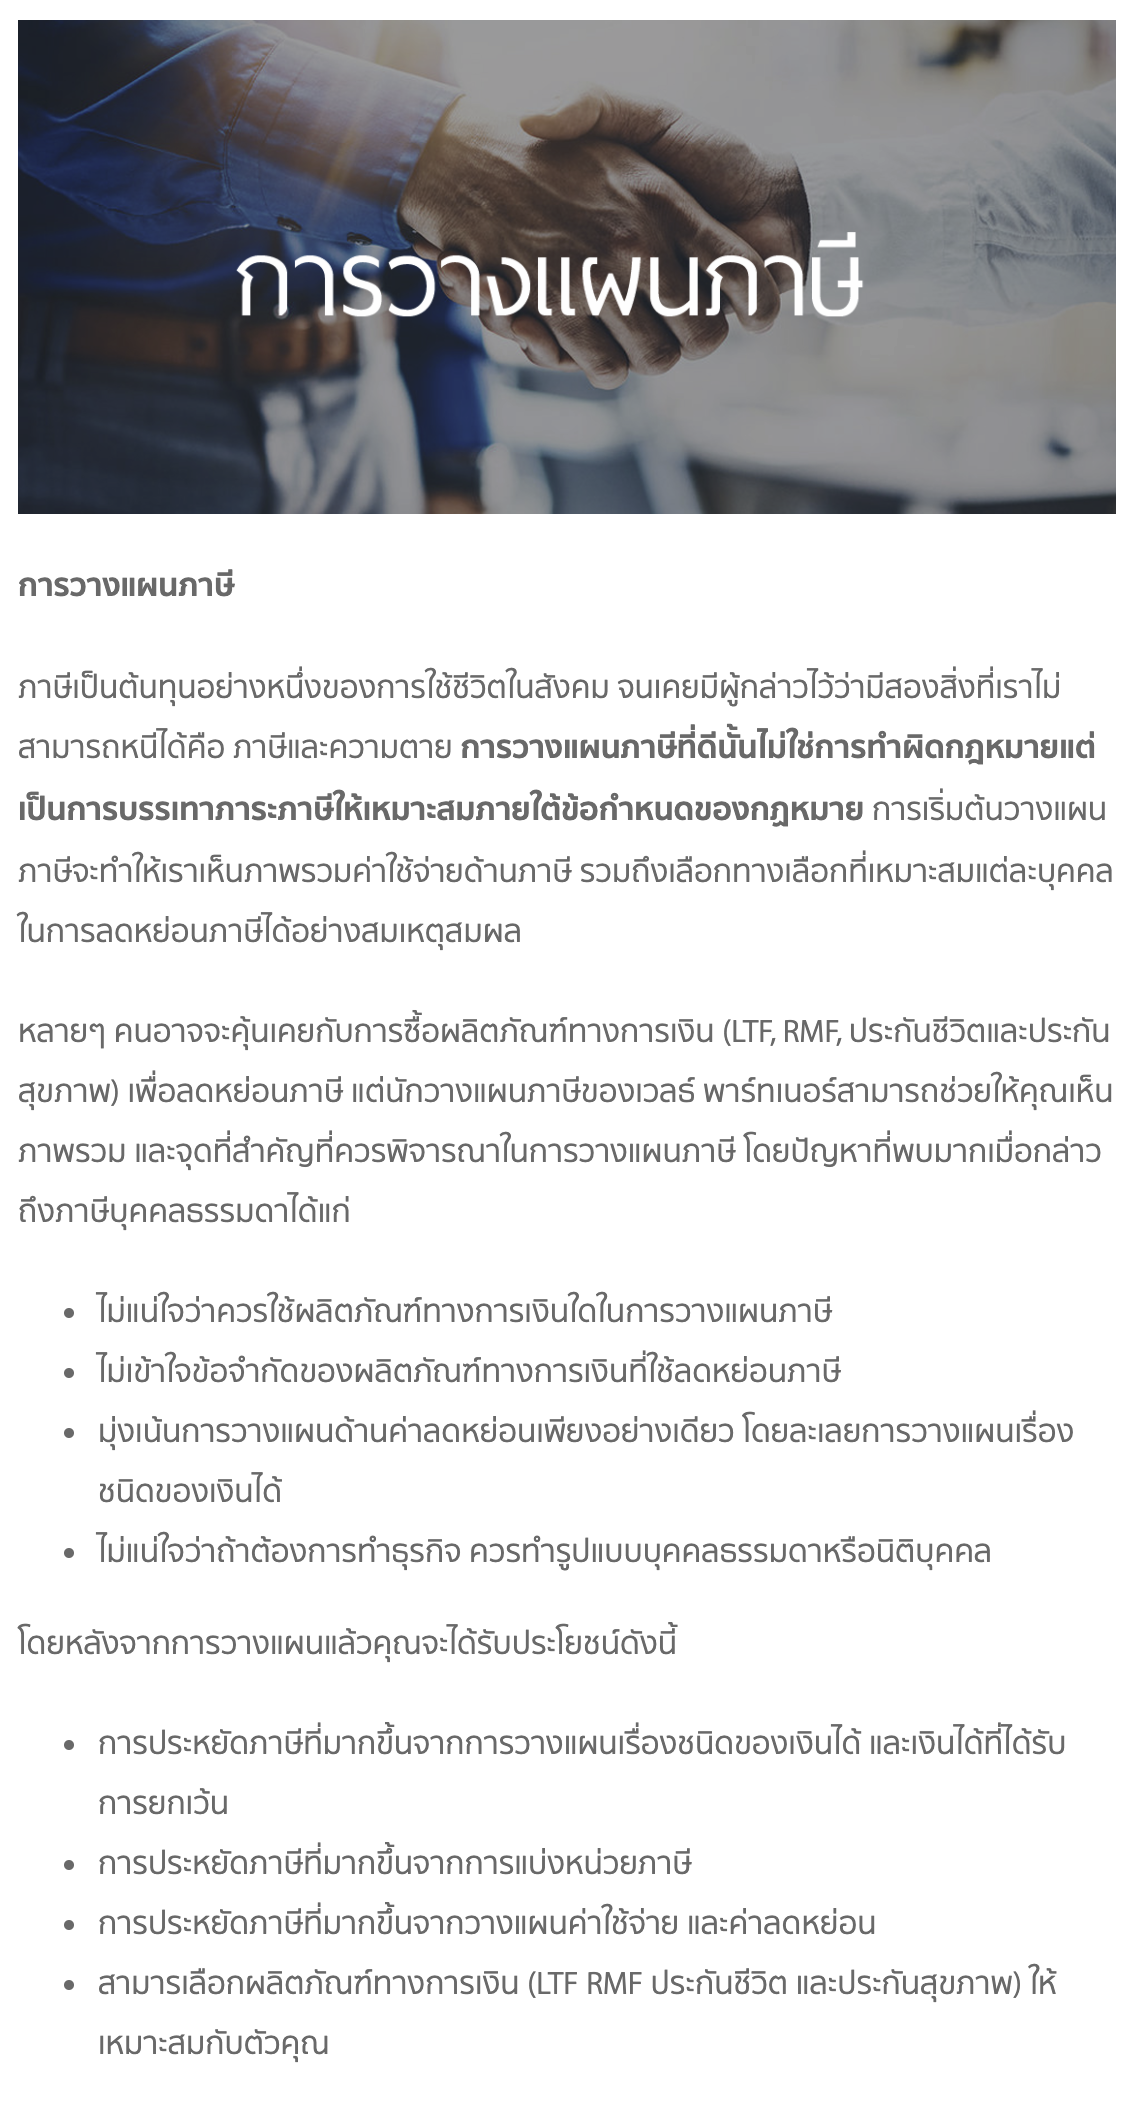 การวางแผนภาษี
การวางแผนภาษี
ภาษีเป็นต้นทุนอย่างหนึ่งของการใช้ชีวิตในสังคม จนเคยมีผู้กล่าวไว้ว่ามีสองสิ่งที่เราไม่
สามารถหนีได้คือ ภาษีและความตาย การวางแผนภาษีที่ดีนั้นไม่ใช่การทำผิดกฎหมายแต่
เป็นการบรรเทาภาระภาษีให้เหมาะสมภายใต้ข้อกำหนดของกฎหมาย การเริ่มต้นวางแผน
ภาษีจะทำให้เราเห็นภาพรวมค่าใช้จ่ายด้านภาษี รวมถึงเลือกทางเลือกที่เหมาะสมแต่ละบุคคล
ในการลดหย่อนภาษีได้อย่างสมเหตุสมผล
หลายๆ คนอาจจะคุ้นเคยกับการซื้อผลิตภัณฑ์ทางการเงิน (LTF, RMF, ประกันชีวิตและประกัน
สุขภาพ) เพื่อลดหย่อนภาษี แต่นักวางแผนภาษีของเวลธ์ พาร์ทเนอร์สามารถช่วยให้คุณเห็น
ภาพรวม และจุดที่สำคัญที่ควรพิจารณาในการวางแผนภาษี โดยปัญหาที่พบมากเมื่อกล่าว
ถึงภาษีบุคคลธรรมดาได้แก่
• ไม่แน่ใจว่าควรใช้ผลิตภัณฑ์ทางการเงินใดในการวางแผนภาษี
• ไม่เข้าใจข้อจำกัดของผลิตภัณฑ์ทางการเงินที่ใช้ลดหย่อนภาษี
• มุ่งเน้นการวางแผนด้านค่าลดหย่อนเพียงอย่างเดียว โดยละเลยการวางแผนเรื่อง
ชนิดของเงินได้
• ไม่แน่ใจว่าถ้าต้องการทำธุรกิจ ควรทำรูปแบบบุคคลธรรมดาหรือนิติบุคคล
โดยหลังจากการวางแผนแล้วคุณจะได้รับประโยชน์ดังนี้
• การประหยัดภาษีที่มากขึ้นจากการวางแผนเรื่องชนิดของเงินได้ และเงินได้ที่ได้รับ
การยกเว้น
• การประหยัดภาษีที่มากขึ้นจากการแบ่งหน่วยภาษี
• การประหยัดภาษีที่มากขึ้นจากวางแผนค่าใช้จ่าย และค่าลดหย่อน
• สามารเลือกผลิตภัณฑ์ทางการเงิน (LTF RMF ประกันชีวิต และประกันสุขภาพ) ให้
เหมาะสมกับตัวคุณ